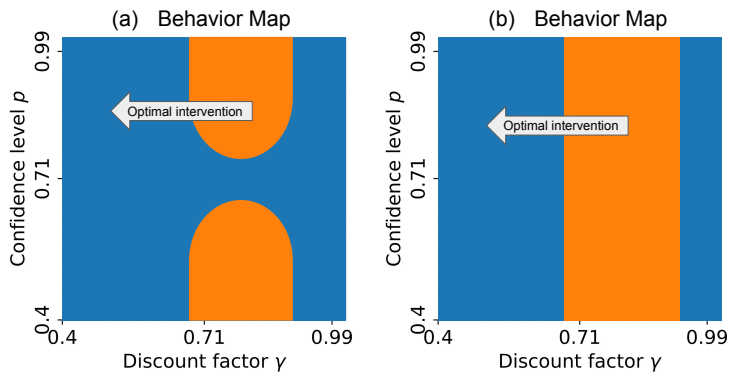 (a) Behavior Map
0.99
0.71
0.4
Confidence level p
Optimal intervention
0.4
0.71
0.99
Discount factor γ
(b) Behavior Map
0.99
0.71
0.4
Confidence level p
Optimal intervention
0.4
0.71
0.99
Discount factor γ